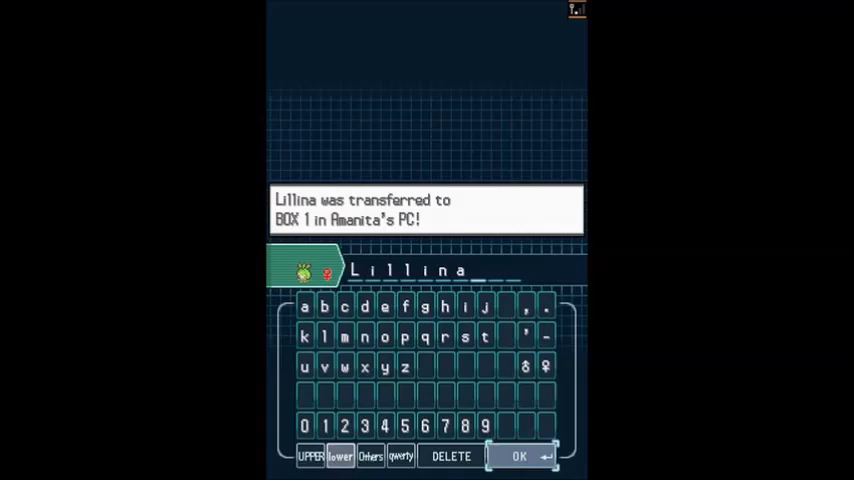 Lillina was transferred to
BOX 1 in Amanita's PC!
♀ Lillina
a b c d e f g h i j , .
k l m n o p q r s t ' -
u v w x y z ♂ ♀
0 1 2 3 4 5 6 7 8 9
UPPER lower Others qwerty DELETE OK